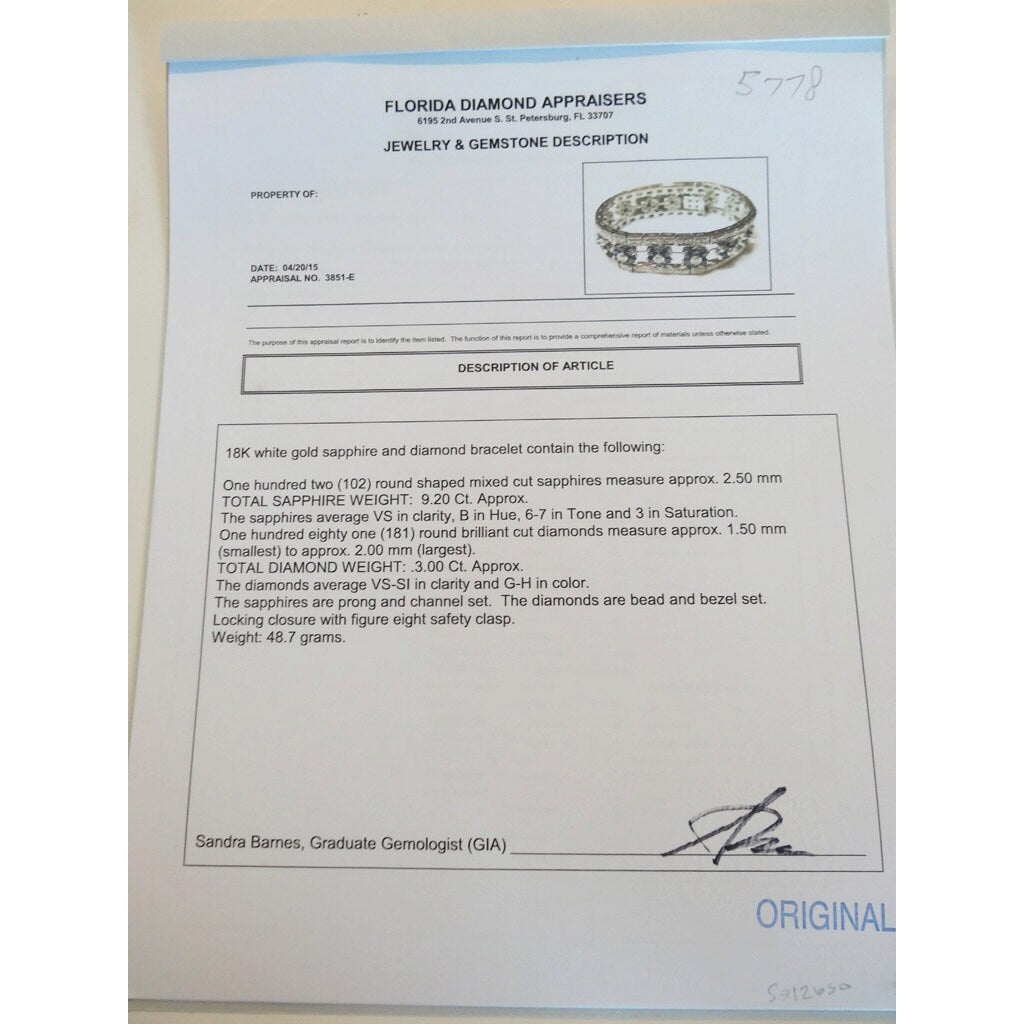 5778
FLORIDA DIAMOND APPRAISERS
6195 2nd Avenue S. St. Petersburg, FL 33707
JEWELRY & GEMSTONE DESCRIPTION
PROPERTY OF:
DATE: 04/20/15
APPRAISAL NO. 3851-E
The purpose of this appraisal report is to identify the item listed. The function of this report is to provide a comprehensive report of materials unless otherwise stated.
DESCRIPTION OF ARTICLE
18K white gold sapphire and diamond bracelet contain the following:
One hundred two (102) round shaped mixed cut sapphires measure approx. 2.50 mm
TOTAL SAPPHIRE WEIGHT: 9.20 Ct. Approx.
The sapphires average VS in clarity, B in Hue, 6-7 in Tone and 3 in Saturation.
One hundred eighty one (181) round brilliant cut diamonds measure approx. 1.50 mm
(smallest) to approx. 2.00 mm (largest).
TOTAL DIAMOND WEIGHT: .3.00 Ct. Approx.
The diamonds average VS-SI in clarity and G-H in color.
The sapphires are prong and channel set. The diamonds are bead and bezel set.
Locking closure with figure eight safety clasp.
Weight: 48.7 grams.
Sandra Barnes, Graduate Gemologist (GIA)
ORIGINAL